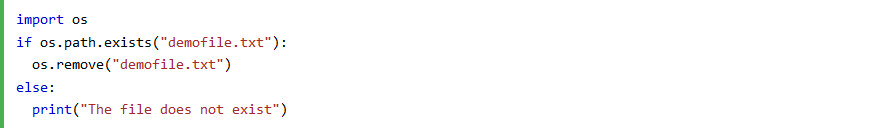 import os
if os.path.exists("demofile.txt"):
  os.remove("demofile.txt")
else:
  print("The file does not exist")